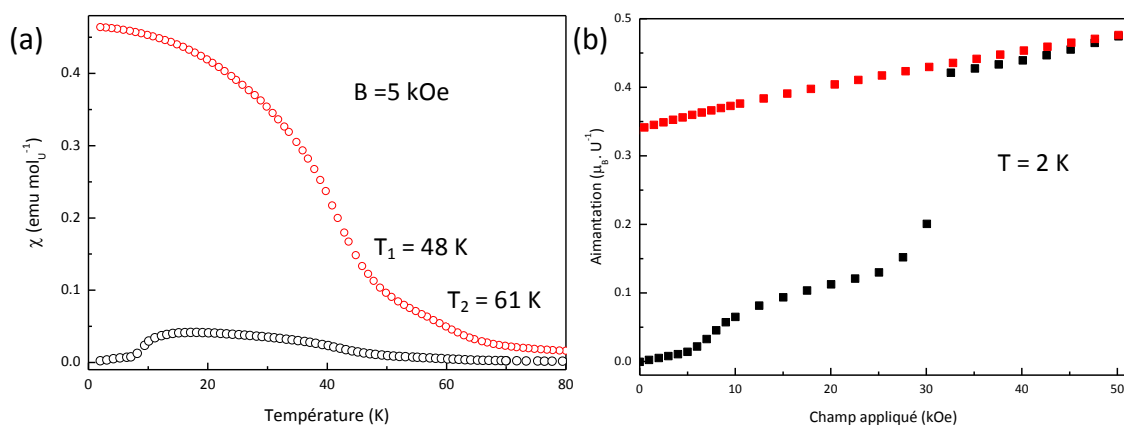 (a)
χ (emu mol_U^-1)
0.4
0.3
0.2
0.1
0.0
B =5 kOe
T₁ = 48 K
T₂ = 61 K
0 20 40 60 80
Température (K)
(b)
Aimantation (μ_B. U^-1)
0.5
0.4
0.3
0.2
0.1
0.0
T = 2 K
0 10 20 30 40 50
Champ appliqué (kOe)